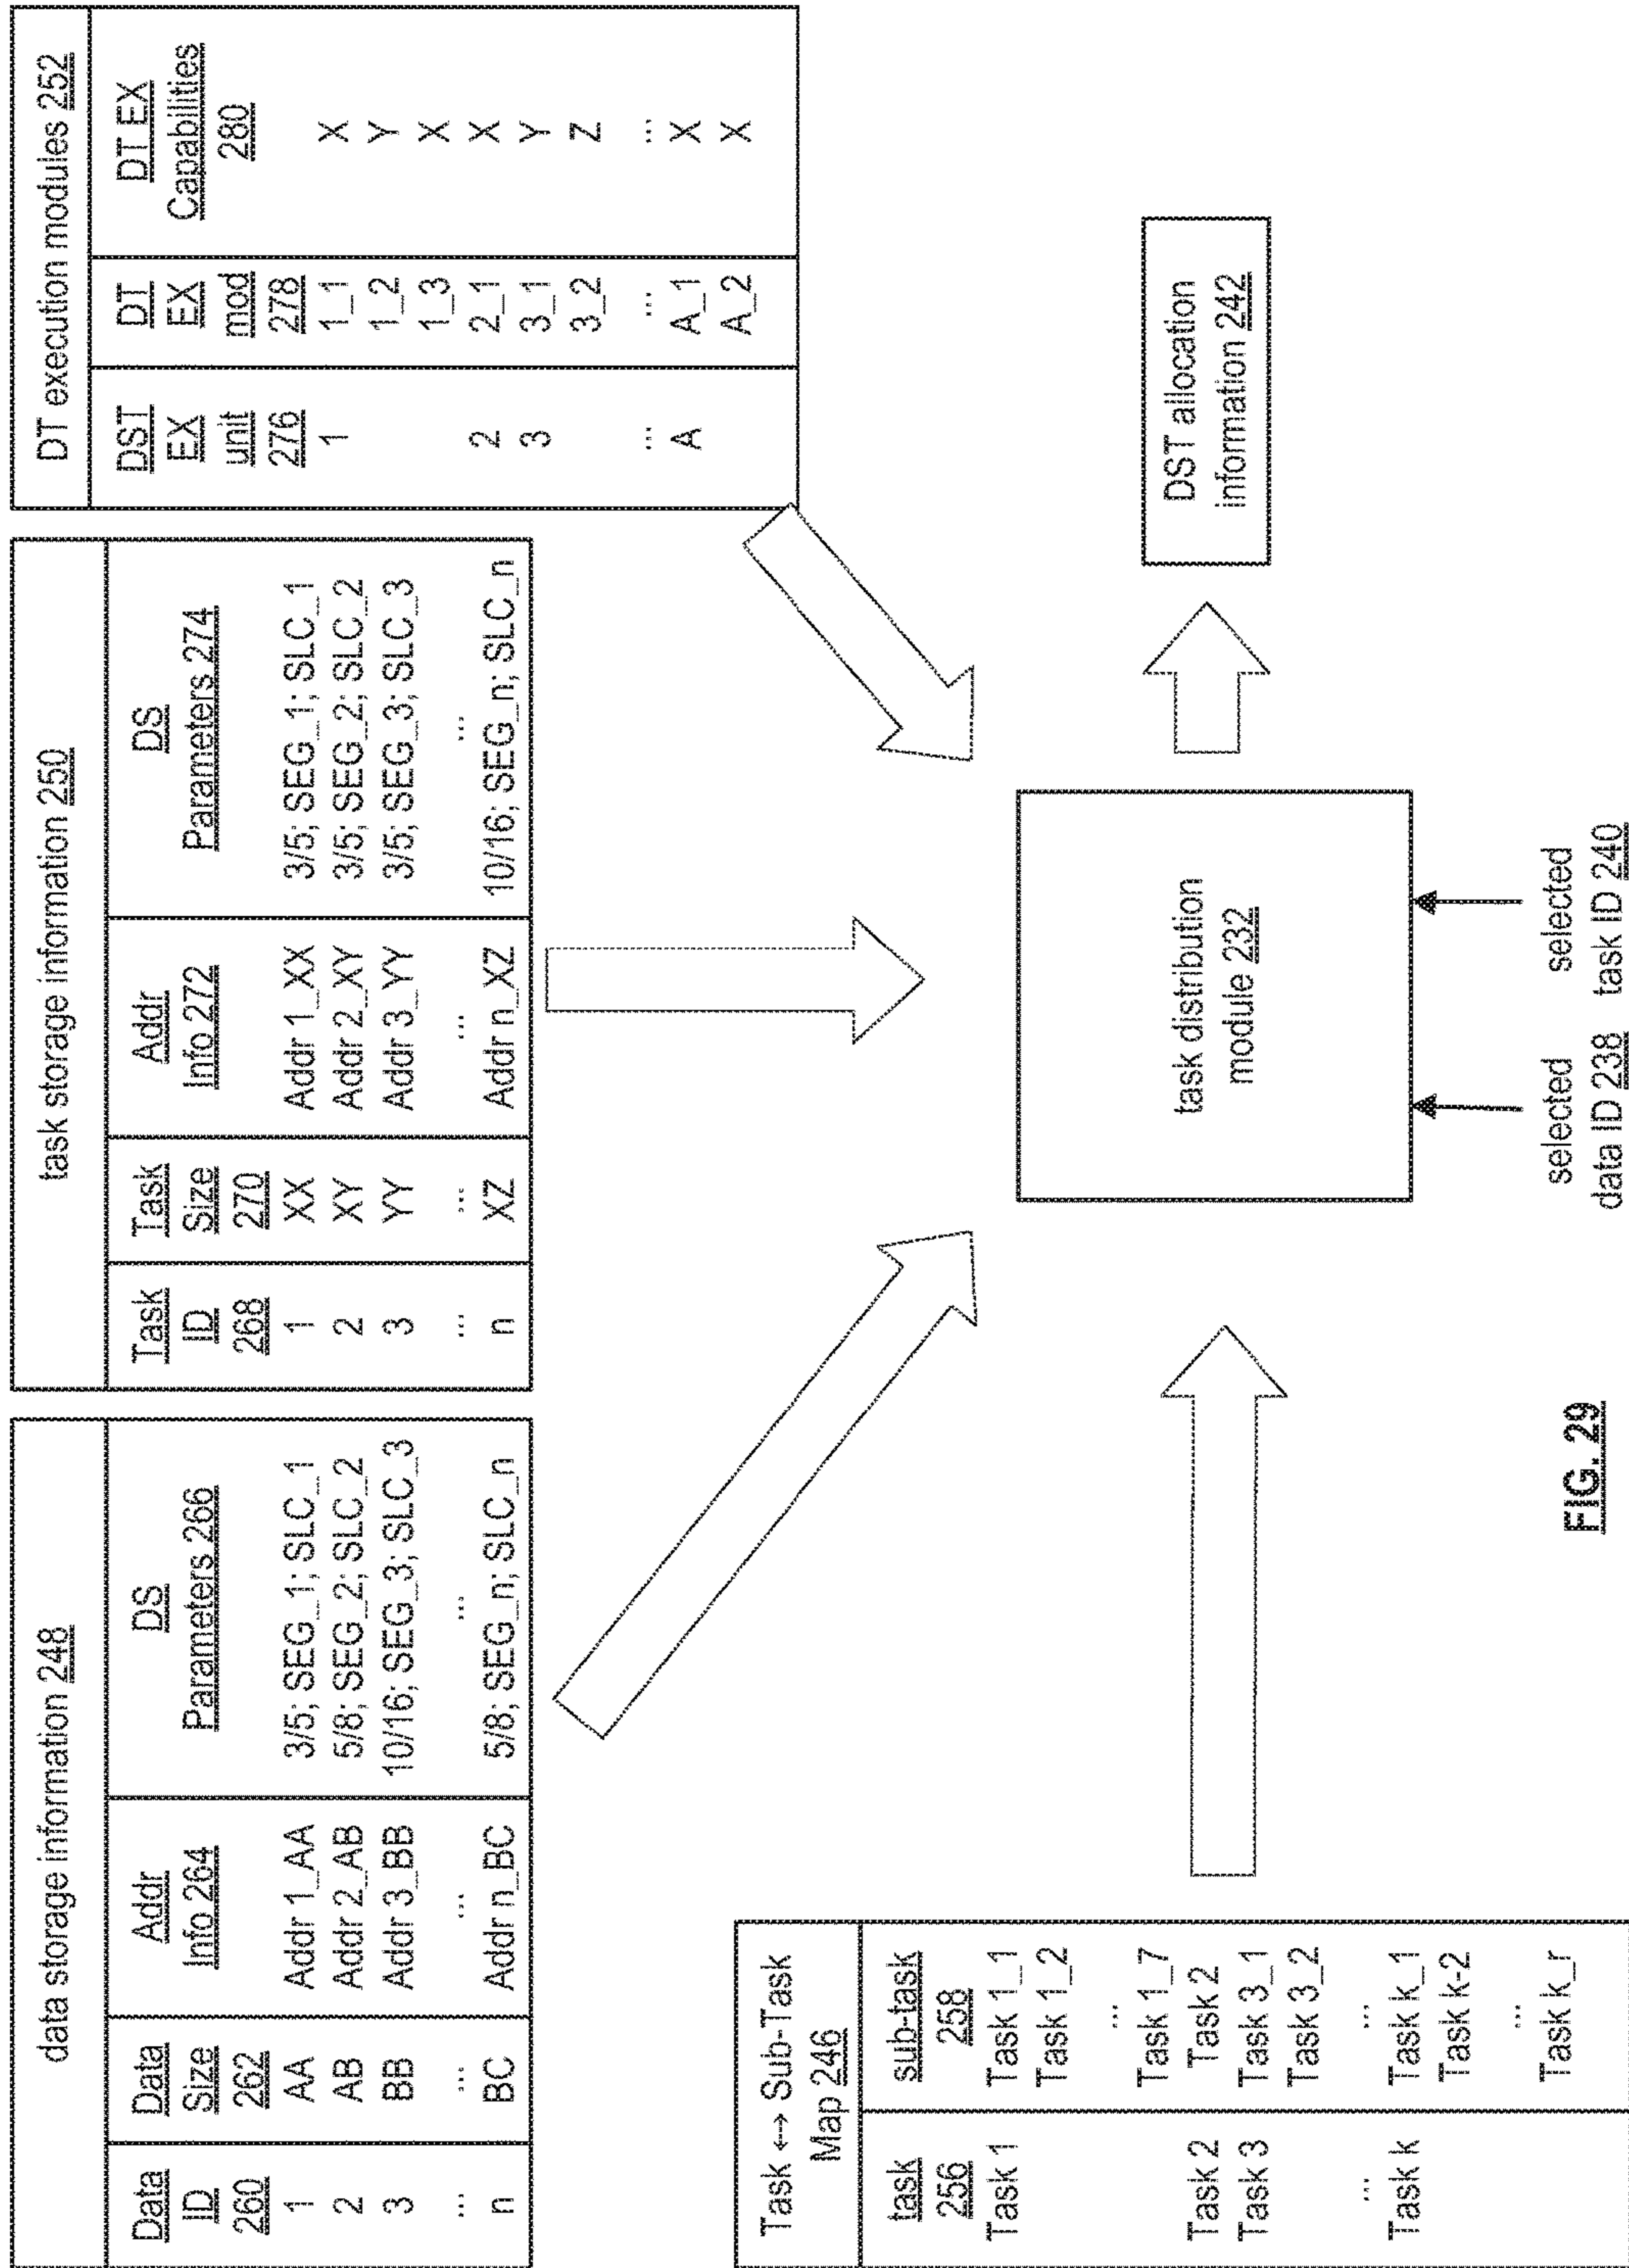 data storage information 248
Data ID 260 Data Size 262 Addr Info 264 DS Parameters 266
1 AA Addr 1_AA 3/5; SEG_1; SLC_1
2 AB Addr 2_AB 5/8; SEG_2; SLC_2
3 BB Addr 3_BB 10/16; SEG_3; SLC_3
... ... ... ...
n BC Addr n_BC 5/8; SEG_n; SLC_n
task storage information 250
Task ID 268 Task Size 270 Addr Info 272 DS Parameters 274
1 XX Addr 1_XX 3/5; SEG_1; SLC_1
2 XY Addr 2_XY 3/5; SEG_2; SLC_2
3 YY Addr 3_YY 3/5; SEG_3; SLC_3
... ... ... ...
n XZ Addr n_XZ 10/16; SEG_n; SLC_n
DT execution modules 252
DST EX unit 276 DT EX mod 278 DT EX Capabilities 280
1 1_1 X
1_2 Y
1_3 X
2 2_1 X
3 3_1 Y
3_2 Z
... ... ...
A A_1 X
A_2 X
Task ↔ Sub-Task
Map 246
task 256 sub-task 258
Task 1 Task 1_1
Task 1_2
...
Task 1_7
Task 2 Task 2
Task 3 Task 3_1
Task 3_2
... ...
Task k Task k_1
Task k-2
...
Task k_r
task distribution
module 232
selected
data ID 238
selected
task ID 240
DST allocation
information 242
FIG. 29